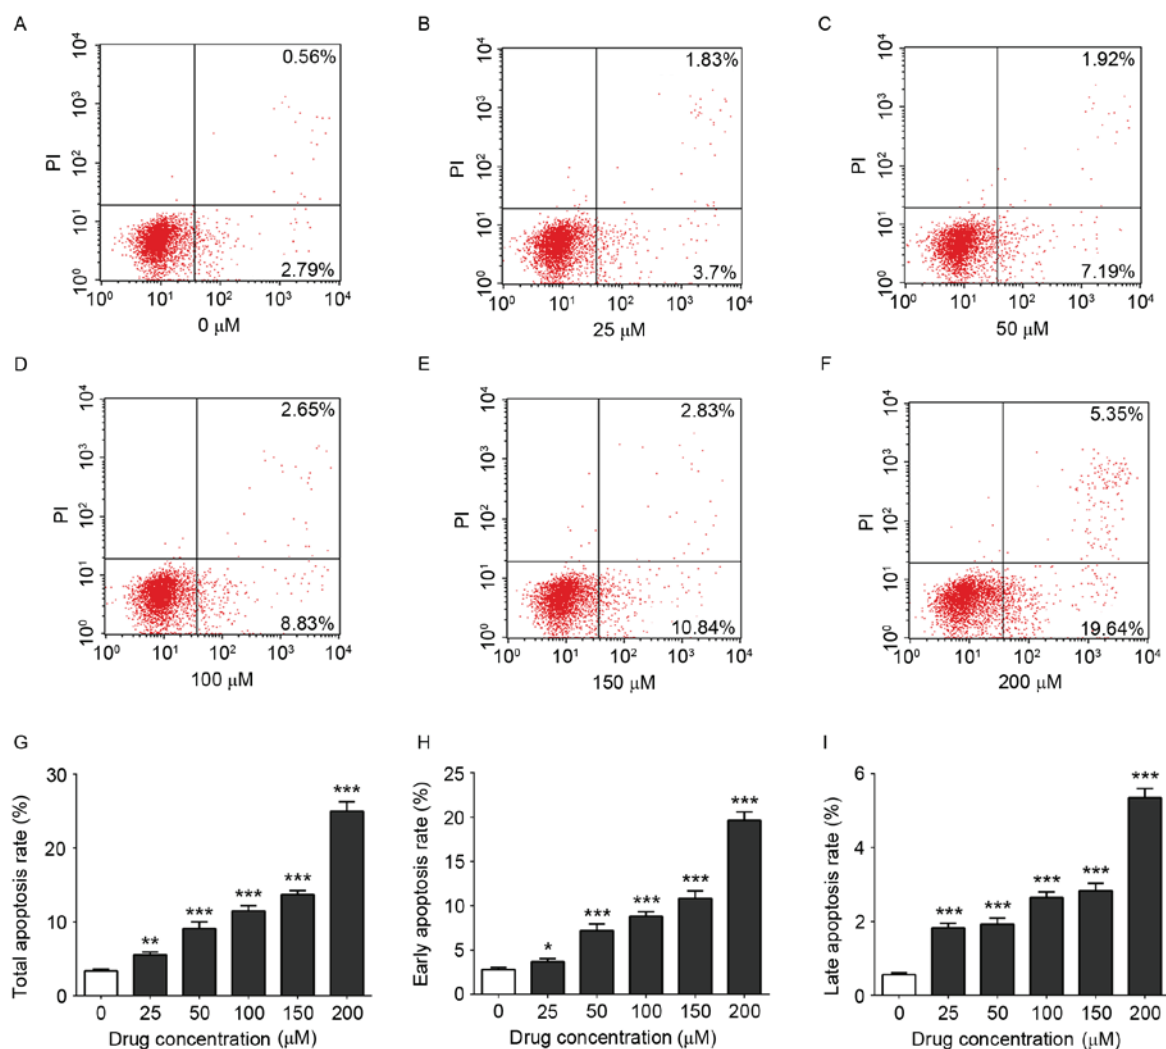 A
B
C
10⁴
10³
10²
10¹
10⁰
PI
0.56%
2.79%
10⁰ 10¹ 10² 10³ 10⁴
0 μM
10⁴
10³
10²
10¹
10⁰
PI
1.83%
3.7%
10⁰ 10¹ 10² 10³ 10⁴
25 μM
10⁴
10³
10²
10¹
10⁰
PI
1.92%
7.19%
10⁰ 10¹ 10² 10³ 10⁴
50 μM
D
E
F
10⁴
10³
10²
10¹
10⁰
PI
2.65%
8.83%
10⁰ 10¹ 10² 10³ 10⁴
100 μM
10⁴
10³
10²
10¹
10⁰
PI
2.83%
10.84%
10⁰ 10¹ 10² 10³ 10⁴
150 μM
10⁴
10³
10²
10¹
10⁰
PI
5.35%
19.64%
10⁰ 10¹ 10² 10³ 10⁴
200 μM
G
Total apoptosis rate (%)
30
20
10
0
**
***
***
***
***
0 25 50 100 150 200
Drug concentration (μM)
H
Early apoptosis rate (%)
25
20
15
10
5
0
*
***
***
***
***
0 25 50 100 150 200
Drug concentration (μM)
I
Late apoptosis rate (%)
6
4
2
0
***
***
***
***
***
0 25 50 100 150 200
Drug concentration (μM)